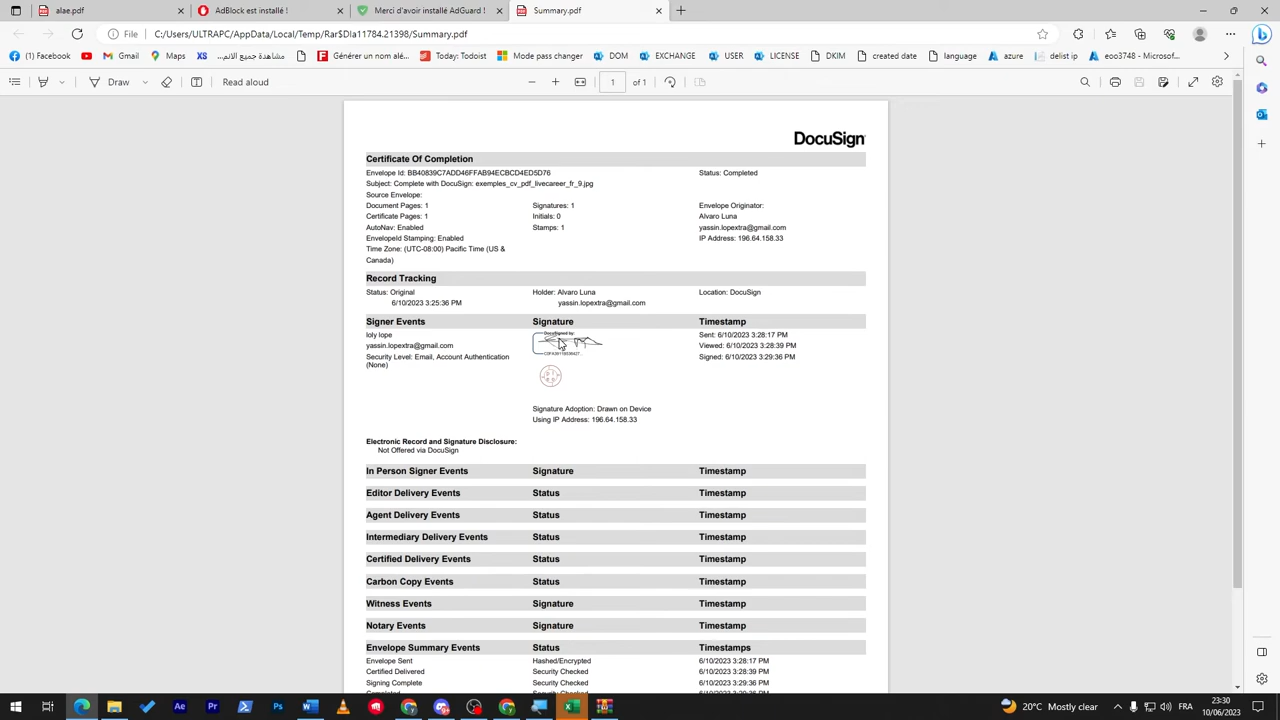 alae.pdf
AdBlock est installé !
AdBlock est désormais installé !
Summary.pdf
File
C:/Users/ULTRAPC/AppData/Local/Temp/Rar$DIa11784.21398/Summary.pdf
(1) Facebook
Gmail
Maps
XS
Générer un nom alé...
Today: Todoist
Mode pass changer
DOM
EXCHANGE
USER
LICENSE
DKIM
created date
language
azure
delist ip
eoo3748 - Microsof...
Draw
Read aloud
1
of 1
DocuSign
Certificate Of Completion
Envelope Id: BB40839C7ADD46FFAB94ECBCD4ED5D76
Status: Completed
Subject: Complete with DocuSign: exemples_cv_pdf_livecareer_fr_9.jpg
Source Envelope:
Document Pages: 1
Signatures: 1
Envelope Originator:
Certificate Pages: 1
Initials: 0
Alvaro Luna
AutoNav: Enabled
Stamps: 1
yassin.lopextra@gmail.com
EnvelopeId Stamping: Enabled
IP Address: 196.64.158.33
Time Zone: (UTC-08:00) Pacific Time (US &
Canada)
Record Tracking
Status: Original
Holder: Alvaro Luna
Location: DocuSign
6/10/2023 3:25:36 PM
yassin.lopextra@gmail.com
Signer Events
Signature
Timestamp
loly lope
Sent: 6/10/2023 3:28:17 PM
yassin.lopextra@gmail.com
Viewed: 6/10/2023 3:28:39 PM
Security Level: Email, Account Authentication
Signed: 6/10/2023 3:29:36 PM
(None)
DocuSigned by:
Signature Adoption: Drawn on Device
Using IP Address: 196.64.158.33
Electronic Record and Signature Disclosure:
Not Offered via DocuSign
In Person Signer Events
Signature
Timestamp
Editor Delivery Events
Status
Timestamp
Agent Delivery Events
Status
Timestamp
Intermediary Delivery Events
Status
Timestamp
Certified Delivery Events
Status
Timestamp
Carbon Copy Events
Status
Timestamp
Witness Events
Signature
Timestamp
Notary Events
Signature
Timestamp
Envelope Summary Events
Status
Timestamps
Envelope Sent
Hashed/Encrypted
6/10/2023 3:28:17 PM
Certified Delivered
Security Checked
6/10/2023 3:28:39 PM
Signing Complete
Security Checked
6/10/2023 3:29:36 PM
20°C Mostly cloudy
FRA
23:30
10/06/2023